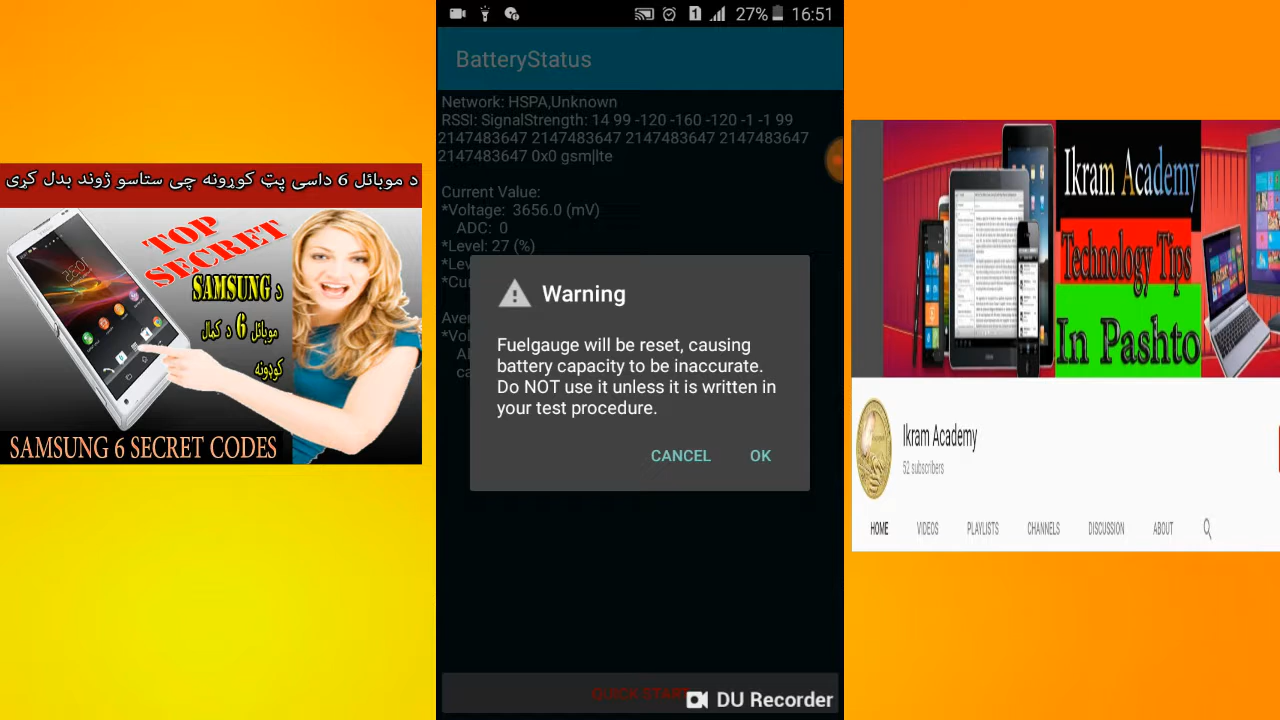 د موبائل 6 داسی پټ کوډونه چی ستاسو ژوند بدل کړی
TOP
SECRET
SAMSUNG د
موبائل 6 د کمال
کوډونه
SAMSUNG 6 SECRET CODES
27% 16:51
BatteryStatus
Network: HSPA,Unknown
RSSI: SignalStrength: 14 99 -120 -160 -120 -1 -1 99
2147483647 2147483647 2147483647 2147483647
2147483647 0x0 gsm|lte
Current Value:
*Voltage: 3656.0 (mV)
ADC: 0
*Level: 27 (%)
Warning
Fuelgauge will be reset, causing
battery capacity to be inaccurate.
Do NOT use it unless it is written in
your test procedure.
CANCEL OK
QUICK START
DU Recorder
Ikram Academy
Technology Tips
In Pashto
Ikram Academy
52 subscribers
HOME VIDEOS PLAYLISTS CHANNELS DISCUSSION ABOUT